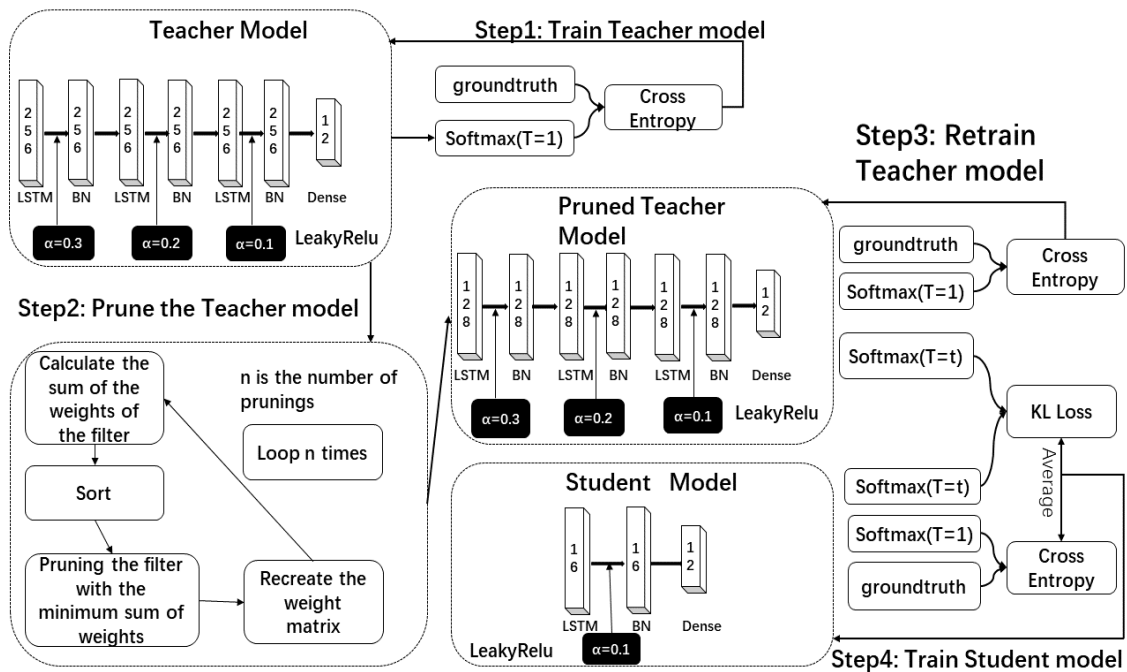 Teacher Model
2 5 6
2 5 6
2 5 6
2 5 6
2 5 6
2 5 6
1 2
LSTM
BN
LSTM
BN
LSTM
BN
Dense
α=0.3
α=0.2
α=0.1
LeakyRelu
Step1: Train Teacher model
groundtruth
Softmax(T=1)
Cross
Entropy
Step2: Prune the Teacher model
Calculate the
sum of the
weights of
the filter
n is the number of
prunings
Loop n times
Sort
Pruning the filter
with the
minimum sum of
weights
Recreate the
weight
matrix
Pruned Teacher
Model
1 2 8
1 2 8
1 2 8
1 2 8
1 2 8
1 2 8
1 2
LSTM
BN
LSTM
BN
LSTM
BN
Dense
α=0.3
α=0.2
α=0.1
LeakyRelu
Step3: Retrain
Teacher model
groundtruth
Softmax(T=1)
Cross
Entropy
Softmax(T=t)
KL Loss
Average
Softmax(T=t)
Softmax(T=1)
groundtruth
Cross
Entropy
Student Model
1 6
1 6
1 2
LSTM
BN
Dense
LeakyRelu
α=0.1
Step4: Train Student model